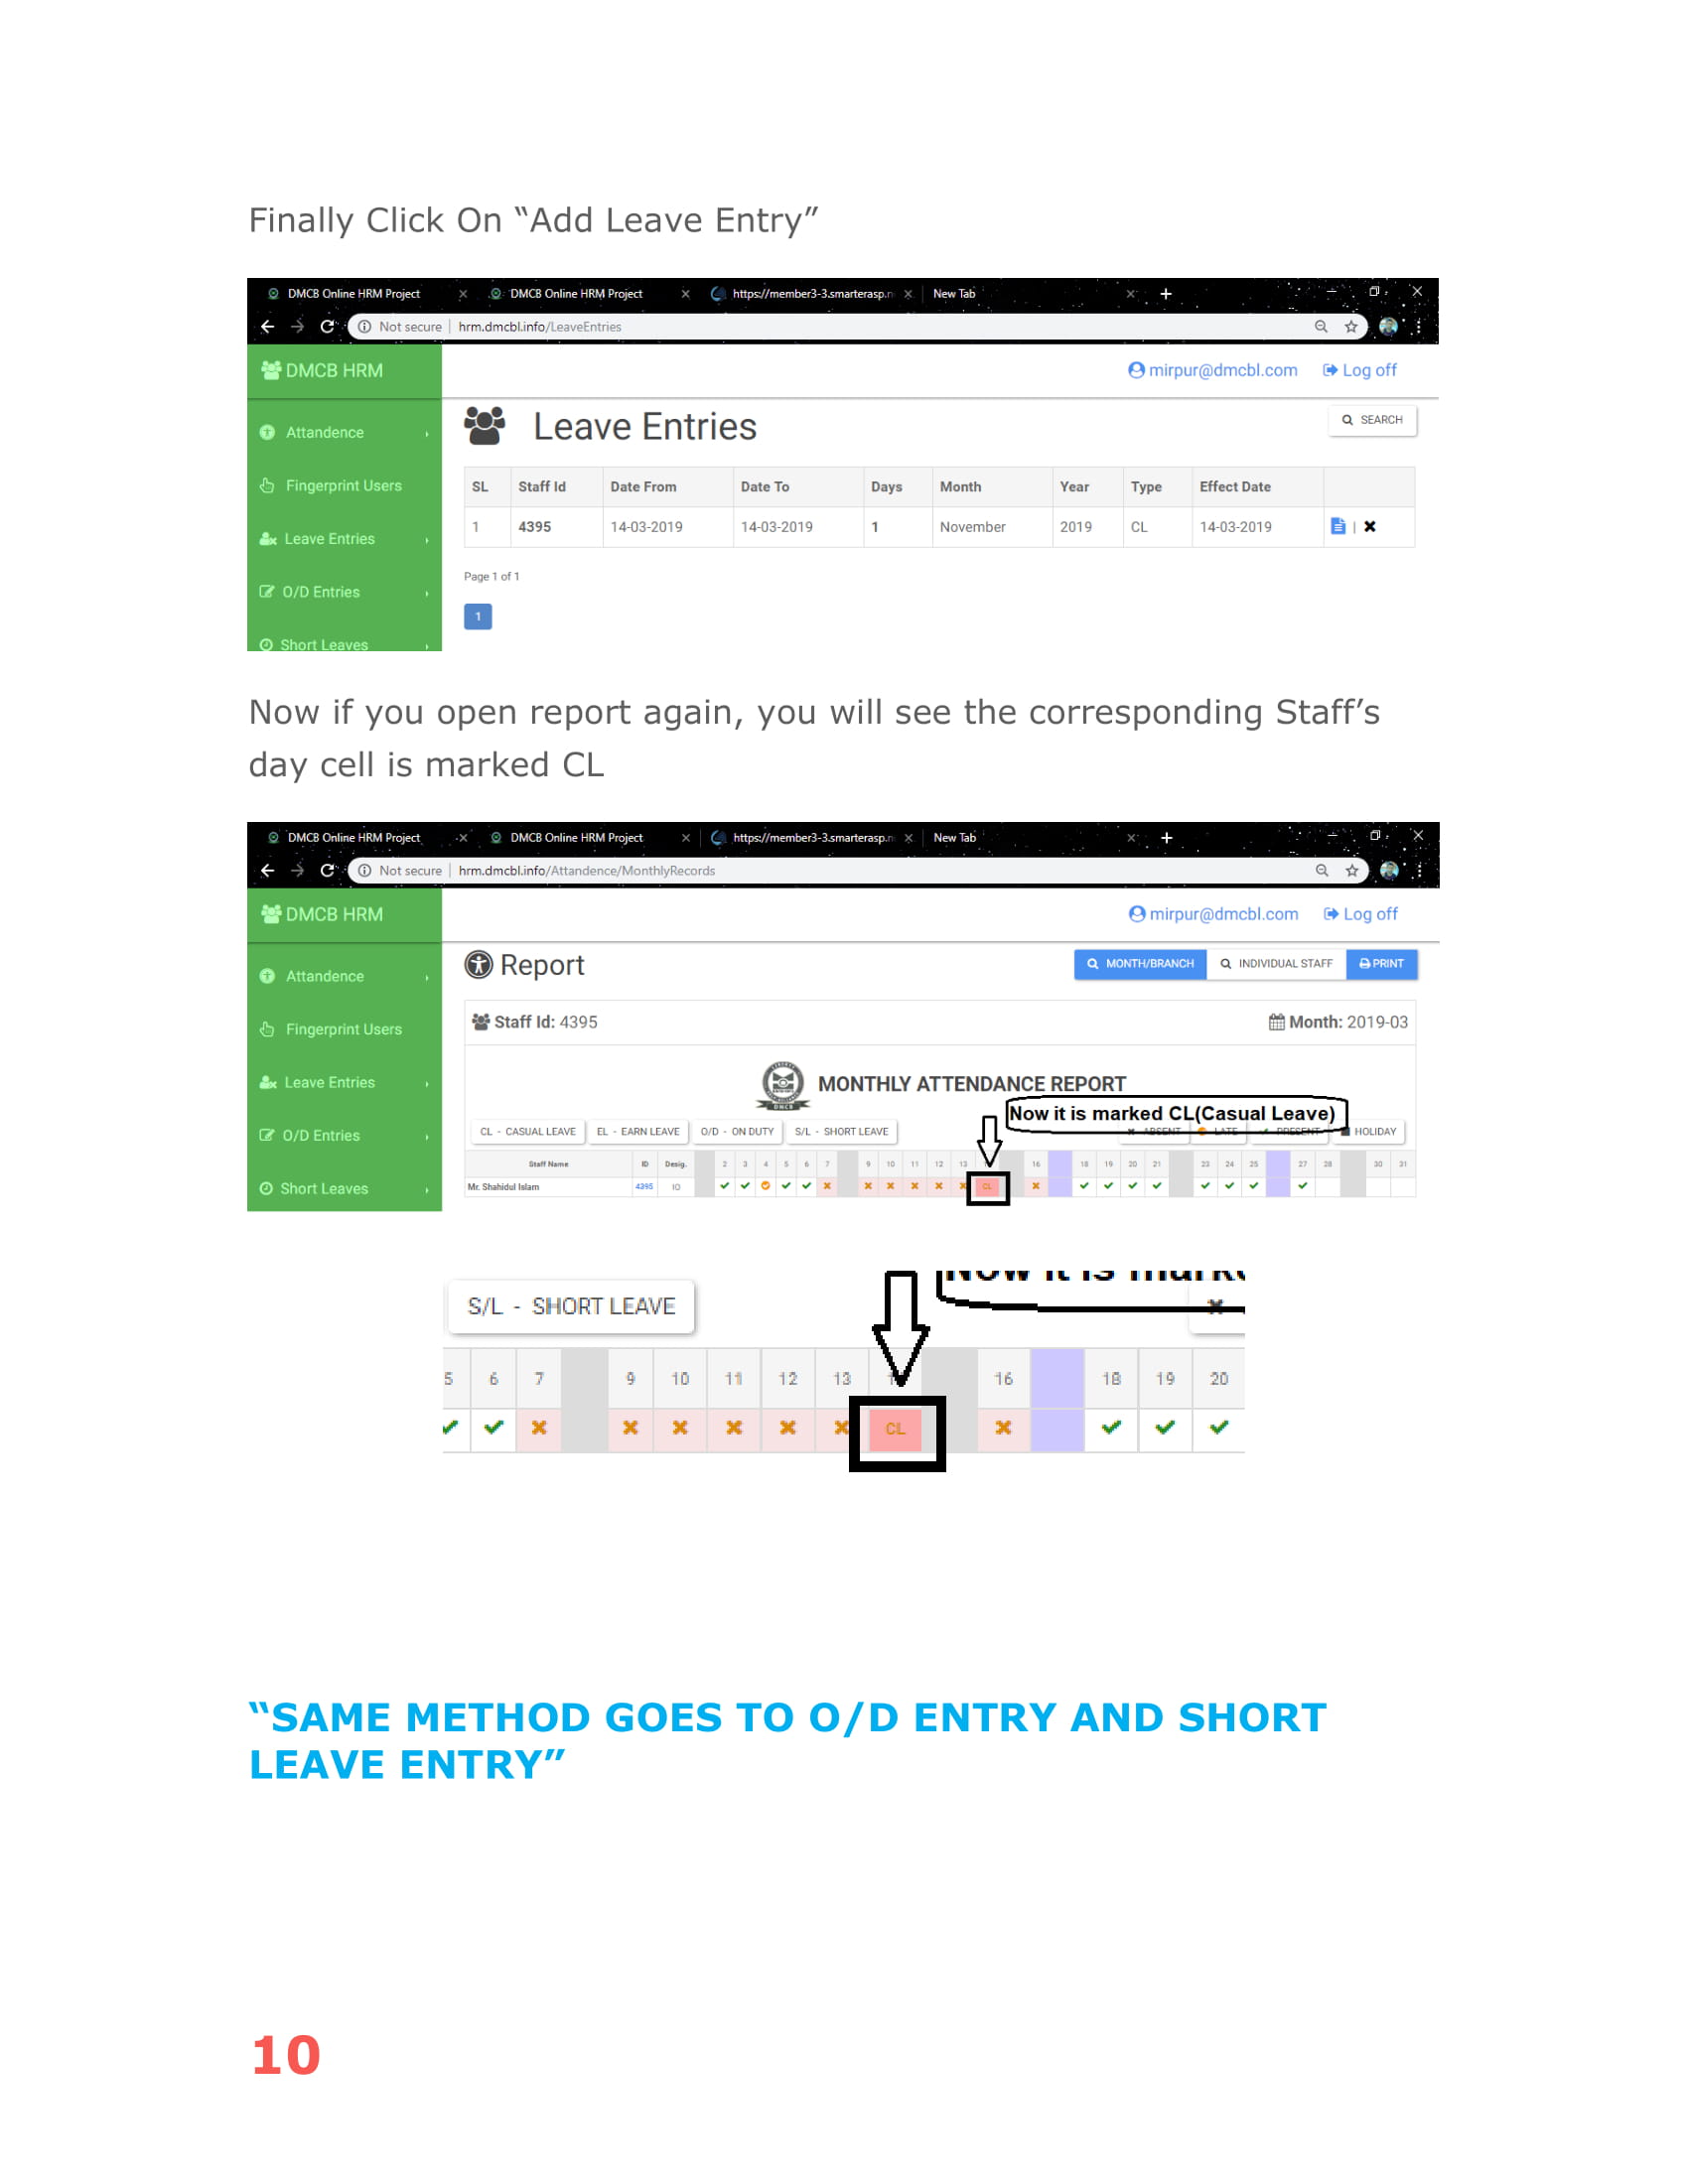 Finally Click On “Add Leave Entry”
DMCB Online HRM Project DMCB Online HRM Project https://member3-3.smarterasp.n New Tab
Not secure | hrm.dmcbl.info/LeaveEntries
DMCB HRM mirpur@dmcbl.com Log off
Leave Entries SEARCH
Attandence
Fingerprint Users
Leave Entries
O/D Entries
Short Leaves
SL Staff Id Date From Date To Days Month Year Type Effect Date
1 4395 14-03-2019 14-03-2019 1 November 2019 CL 14-03-2019 |
Page 1 of 1
1
Now if you open report again, you will see the corresponding Staff’s
day cell is marked CL
DMCB Online HRM Project DMCB Online HRM Project https://member3-3.smarterasp.n New Tab
Not secure | hrm.dmcbl.info/Attandence/MonthlyRecords
DMCB HRM mirpur@dmcbl.com Log off
Report MONTH/BRANCH INDIVIDUAL STAFF PRINT
Attandence
Fingerprint Users
Leave Entries
O/D Entries
Short Leaves
Staff Id: 4395 Month: 2019-03
DMCB
MONTHLY ATTENDANCE REPORT
Now it is marked CL(Casual Leave)
CL - CASUAL LEAVE EL - EARN LEAVE O/D - ON DUTY S/L - SHORT LEAVE ABSENT LATE PRESENT HOLIDAY
Staff Name ID Desig. 2 3 4 5 6 7 9 10 11 12 13 16 18 19 20 21 23 24 25 27 28 30 31
Mr. Shahidul Islam 4395 IO CL
Now it is marke
S/L - SHORT LEAVE
5 6 7 9 10 11 12 13 16 18 19 20
CL
“SAME METHOD GOES TO O/D ENTRY AND SHORT
LEAVE ENTRY”
10